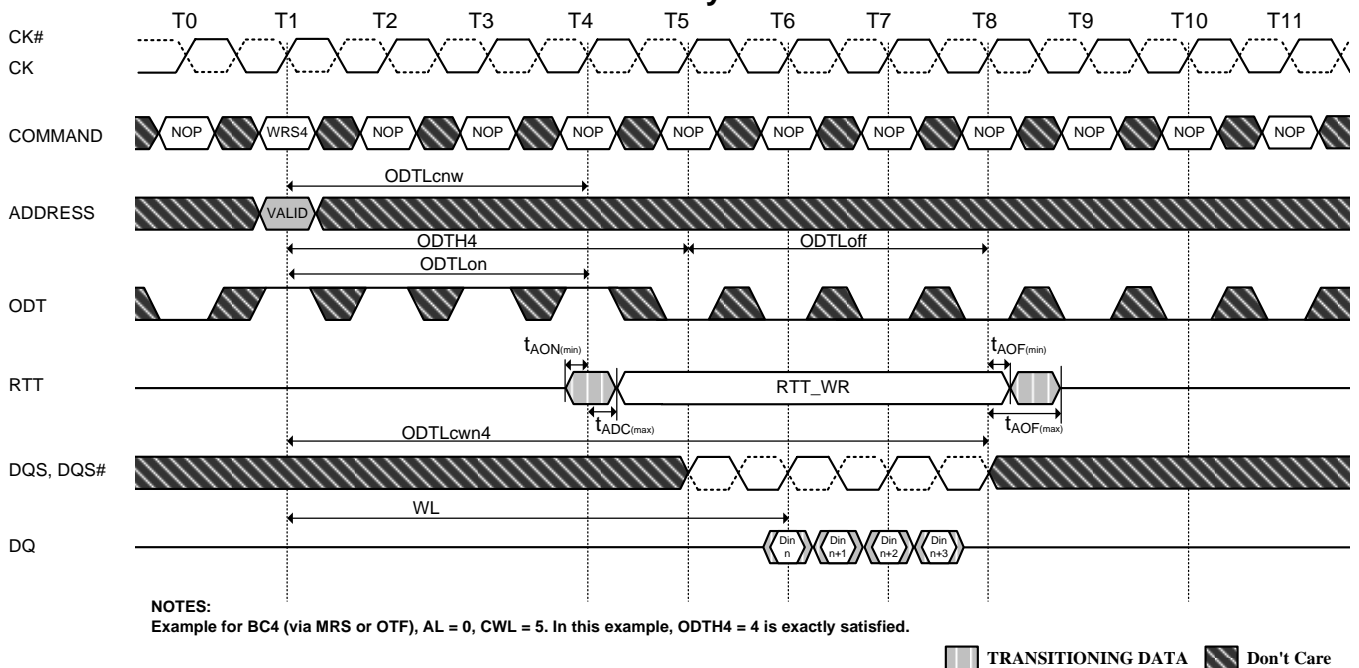 T0 T1 T2 T3 T4 T5 T6 T7 T8 T9 T10 T11
CK#
CK
COMMAND NOP WRS4 NOP NOP NOP NOP NOP NOP NOP NOP NOP NOP
ODTLcnw
ADDRESS VALID
ODTH4 ODTLoff
ODTLon
ODT
tAON(min) tAOF(min)
RTT RTT_WR
tADC(max) tAOF(max)
ODTLcwn4
DQS, DQS#
WL
DQ Din n Din n+1 Din n+2 Din n+3
NOTES:
Example for BC4 (via MRS or OTF), AL = 0, CWL = 5. In this example, ODTH4 = 4 is exactly satisfied.
TRANSITIONING DATA Don't Care